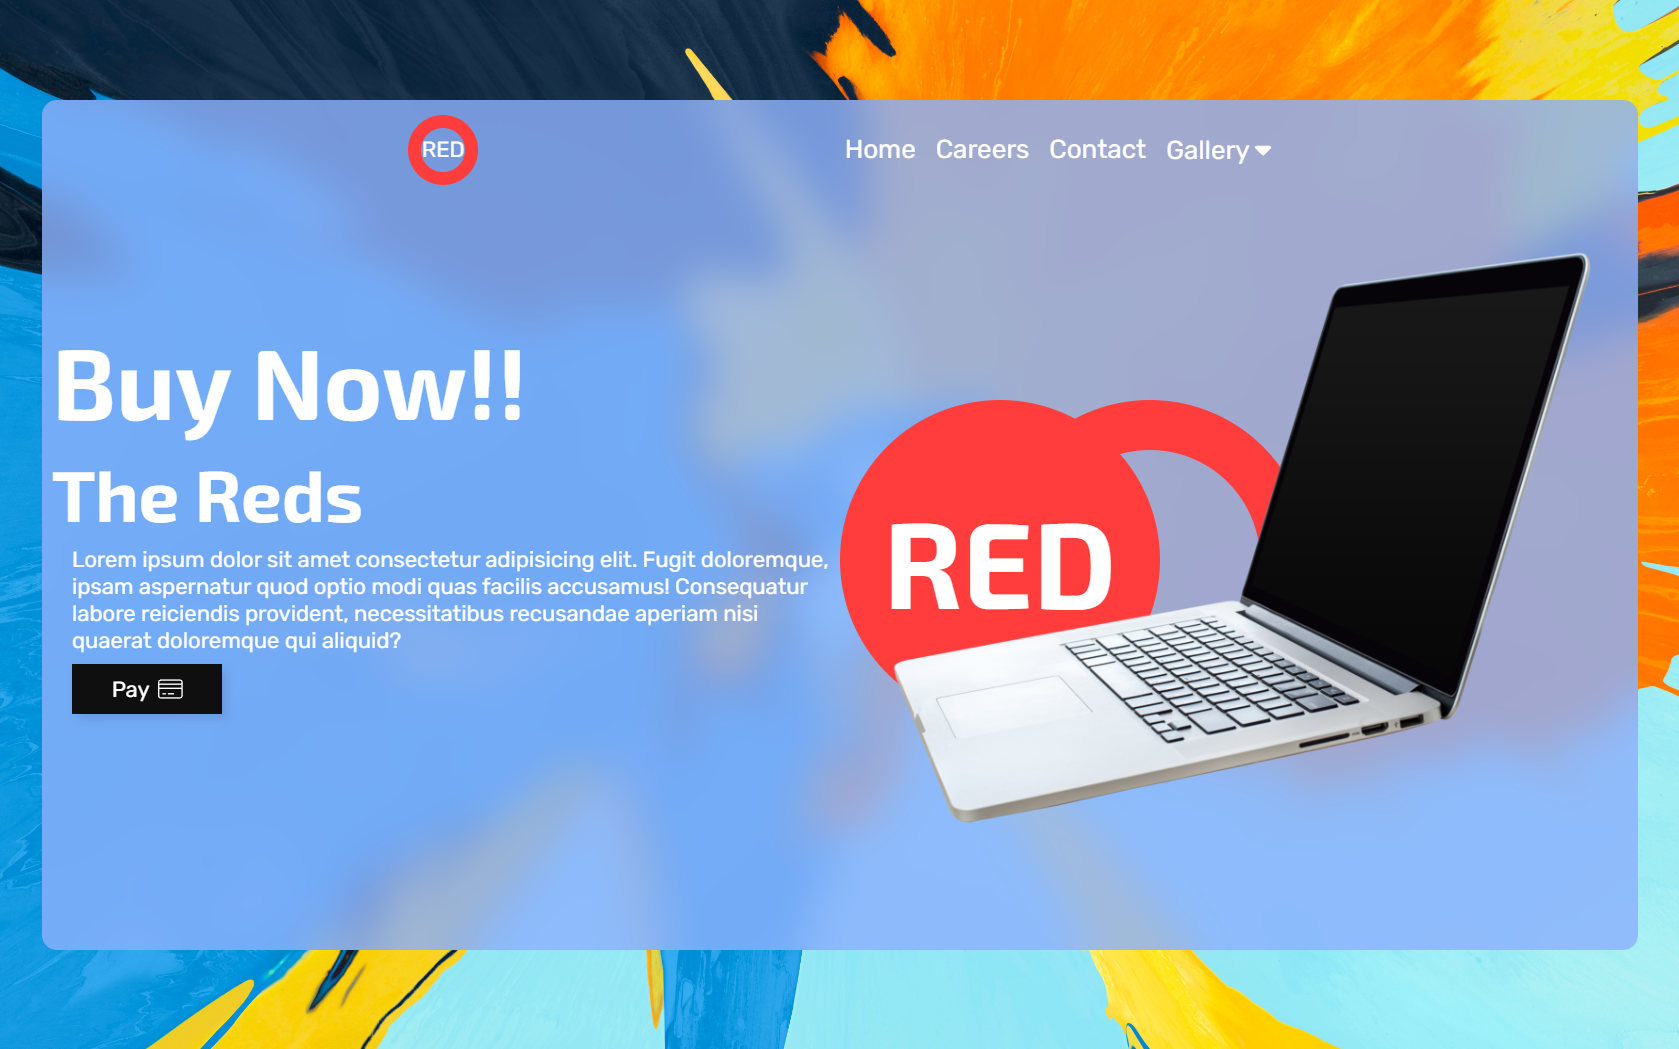 RED
Home Careers Contact Gallery
Buy Now!!
The Reds
Lorem ipsum dolor sit amet consectetur adipisicing elit. Fugit doloremque,
ipsam aspernatur quod optio modi quas facilis accusamus! Consequatur
labore reiciendis provident, necessitatibus recusandae aperiam nisi
quaerat doloremque qui aliquid?
Pay
RED